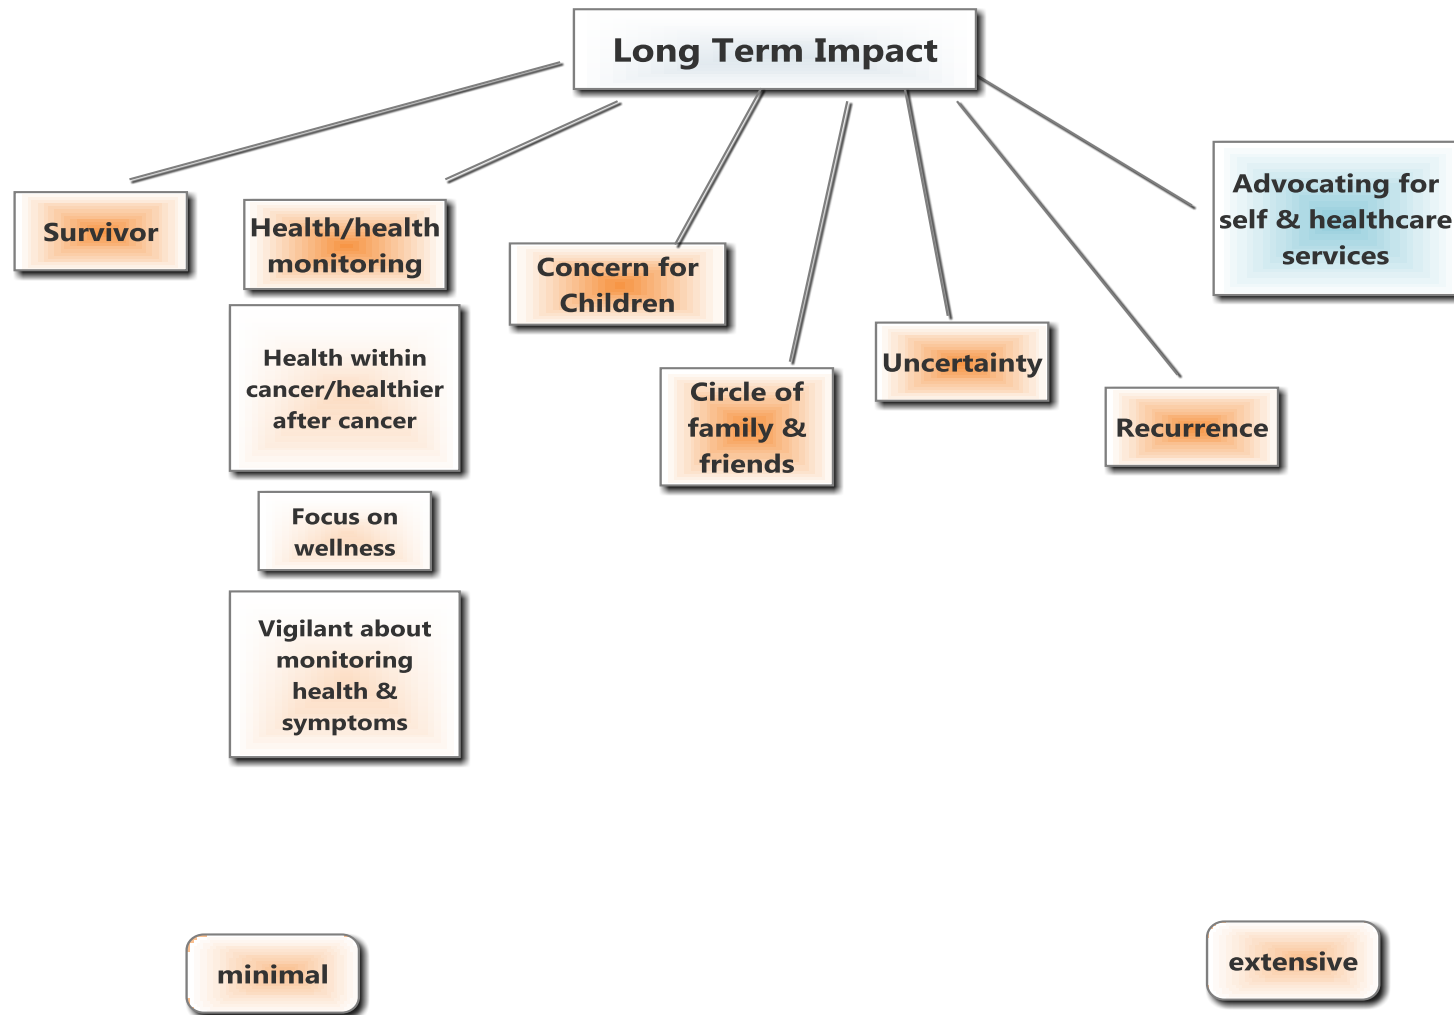 Long Term Impact
Survivor
Health/health
monitoring
Health within
cancer/healthier
after cancer
Focus on
wellness
Vigilant about
monitoring
health &
symptoms
Concern for
Children
Circle of
family &
friends
Uncertainty
Recurrence
Advocating for
self & healthcare
services
minimal
extensive